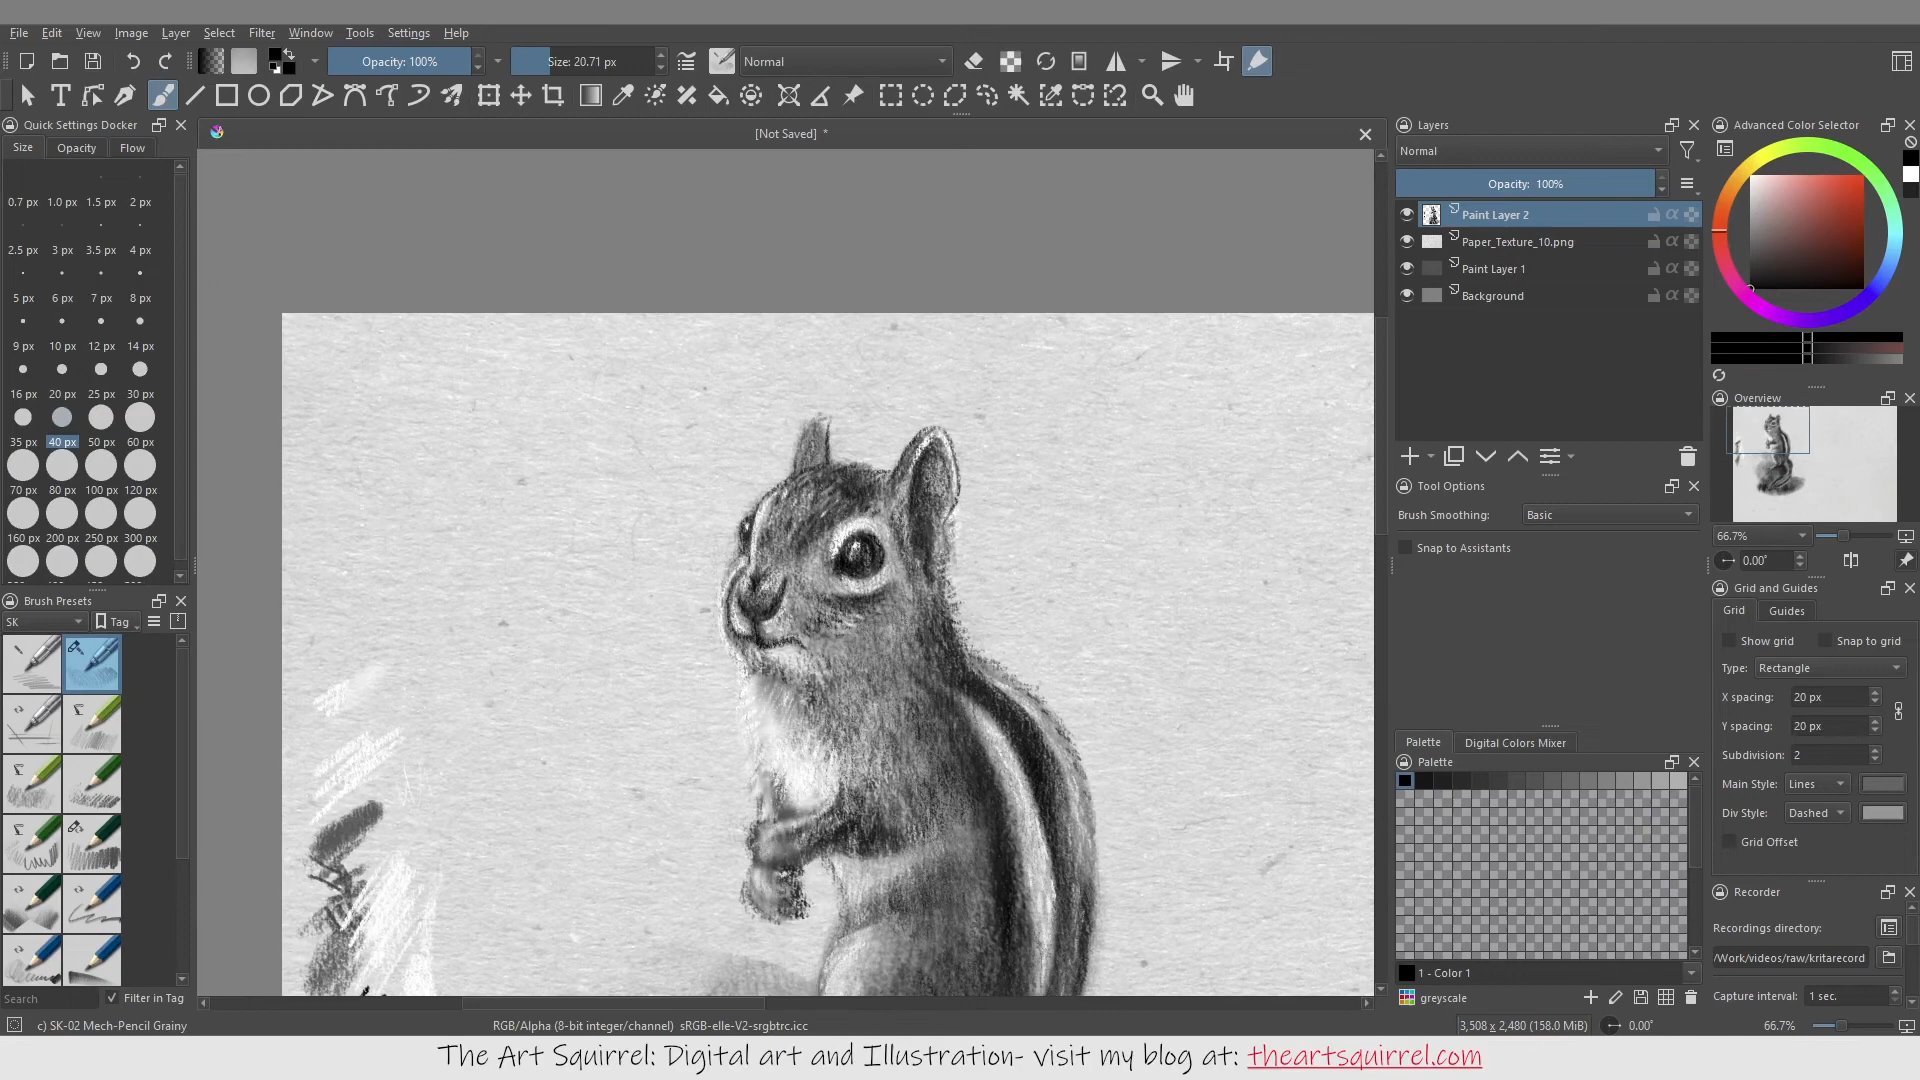 File Edit View Image Layer Select Filter Window Tools Settings Help
Opacity: 100% Size: 20.71 px Normal
Quick Settings Docker
Size Opacity Flow
0.7 px 1.0 px 1.5 px 2 px
2.5 px 3 px 3.5 px 4 px
5 px 6 px 7 px 8 px
9 px 10 px 12 px 14 px
16 px 20 px 25 px 30 px
35 px 40 px 50 px 60 px
70 px 80 px 100 px 120 px
160 px 200 px 250 px 300 px
Brush Presets
SK Tag
Search Filter in Tag
[Not Saved] *
Layers
Normal
Opacity: 100%
Paint Layer 2
Paper_Texture_10.png
Paint Layer 1
Background
Tool Options
Brush Smoothing: Basic
Snap to Assistants
Palette Digital Colors Mixer
Palette
1 - Color 1
greyscale
Advanced Color Selector
Overview
66.7%
0.00°
Grid and Guides
Grid Guides
Show grid Snap to grid
Type: Rectangle
X spacing: 20 px
Y spacing: 20 px
Subdivision: 2
Main Style: Lines
Div Style: Dashed
Grid Offset
Recorder
Recordings directory:
/Work/videos/raw/kritarecord
Capture interval: 1 sec.
c) SK-02 Mech-Pencil Grainy RGB/Alpha (8-bit integer/channel) sRGB-elle-V2-srgbtrc.icc 3,508 x 2,480 (158.0 MiB) 0.00° 66.7%
The Art Squirrel: Digital art and Illustration- visit my blog at: theartsquirrel.com